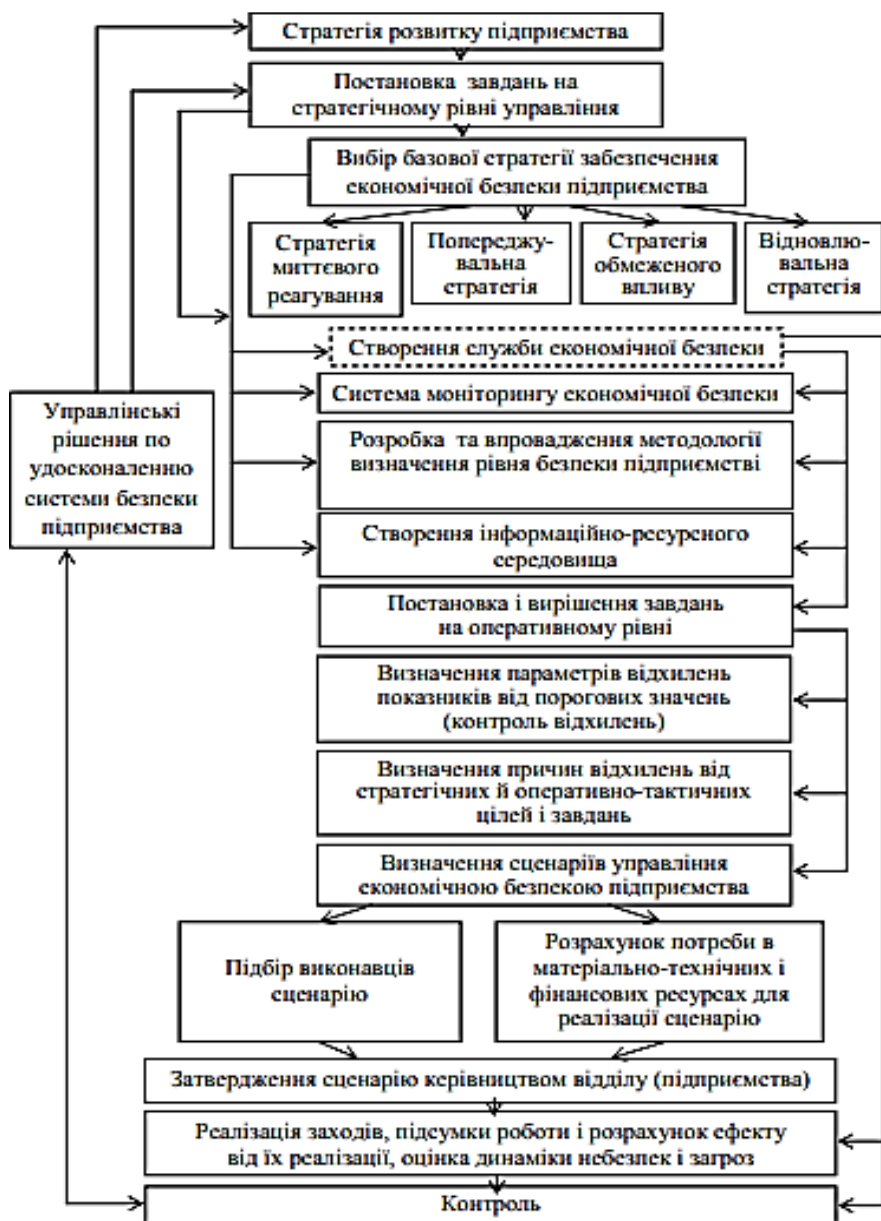 Стратегія розвитку підприємства
Постановка завдань на
стратегічному рівні управління
Вибір базової стратегії забезпечення
економічної безпеки підприємства
Стратегія
миттєвого
реагування
Попереджу-
вальна
стратегія
Стратегія
обмеженого
впливу
Відновлю-
вальна
стратегія
Створення служби економічної безпеки
Система моніторингу економічної безпеки
Управлінські
рішення по
удосконаленню
системи безпеки
підприємства
Розробка та впровадження методології
визначення рівня безпеки підприємстві
Створення інформаційно-ресурсного
середовища
Постановка і вирішення завдань
на оперативному рівні
Визначення параметрів відхилень
показників від порогових значень
(контроль відхилень)
Визначення причин відхилень від
стратегічних й оперативно-тактичних
цілей і завдань
Визначення сценаріїв управління
економічною безпекою підприємства
Підбір виконавців
сценарію
Розрахунок потреби в
матеріально-технічних і
фінансових ресурсах для
реалізації сценарію
Затвердження сценарію керівництвом відділу (підприємства)
Реалізація заходів, підсумки роботи і розрахунок ефекту
від їх реалізації, оцінка динаміки небезпек і загроз
Контроль